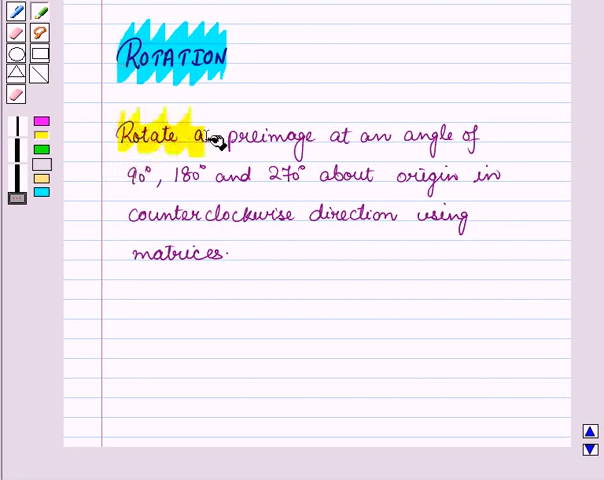 ROTATION
Rotate a preimage at an angle of
90°, 180° and 270° about origin in
counterclockwise direction using
matrices.